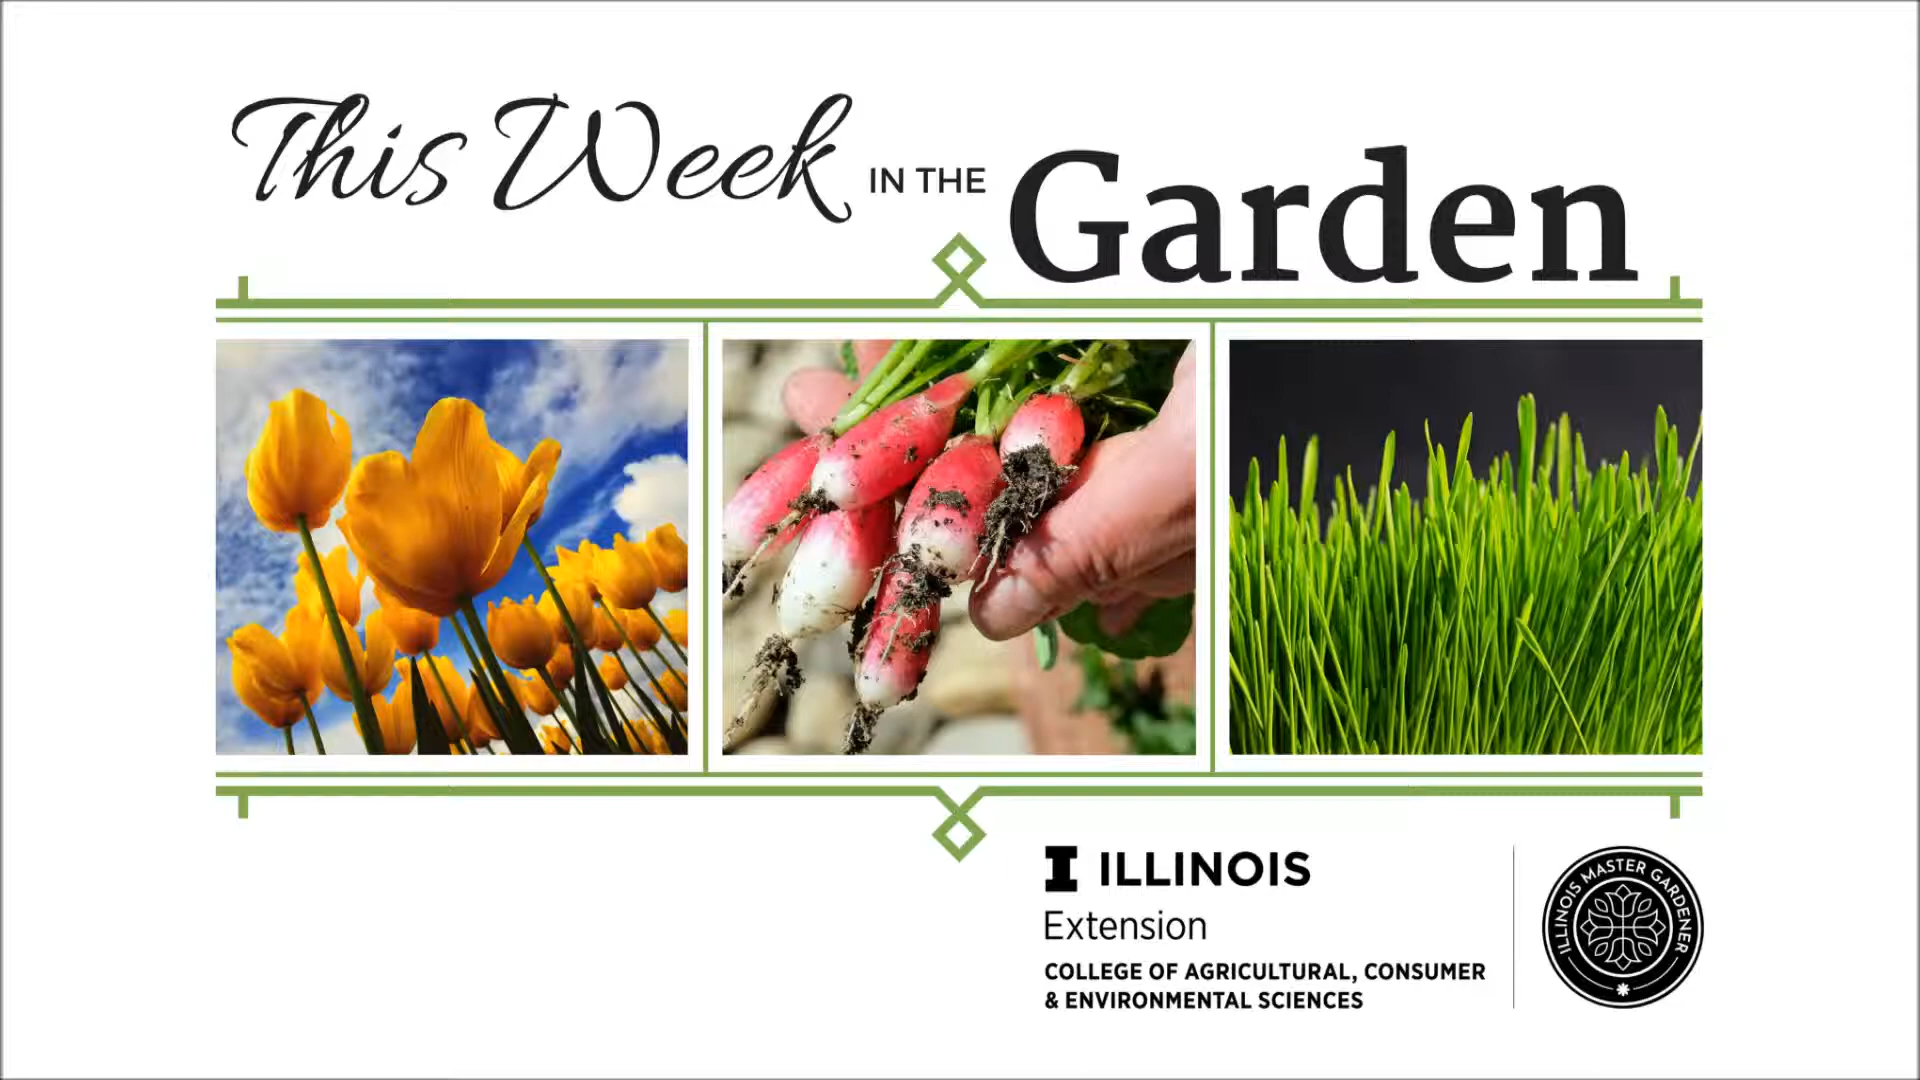 This Week IN THE Garden
I ILLINOIS
Extension
COLLEGE OF AGRICULTURAL, CONSUMER
& ENVIRONMENTAL SCIENCES
ILLINOIS MASTER GARDENER